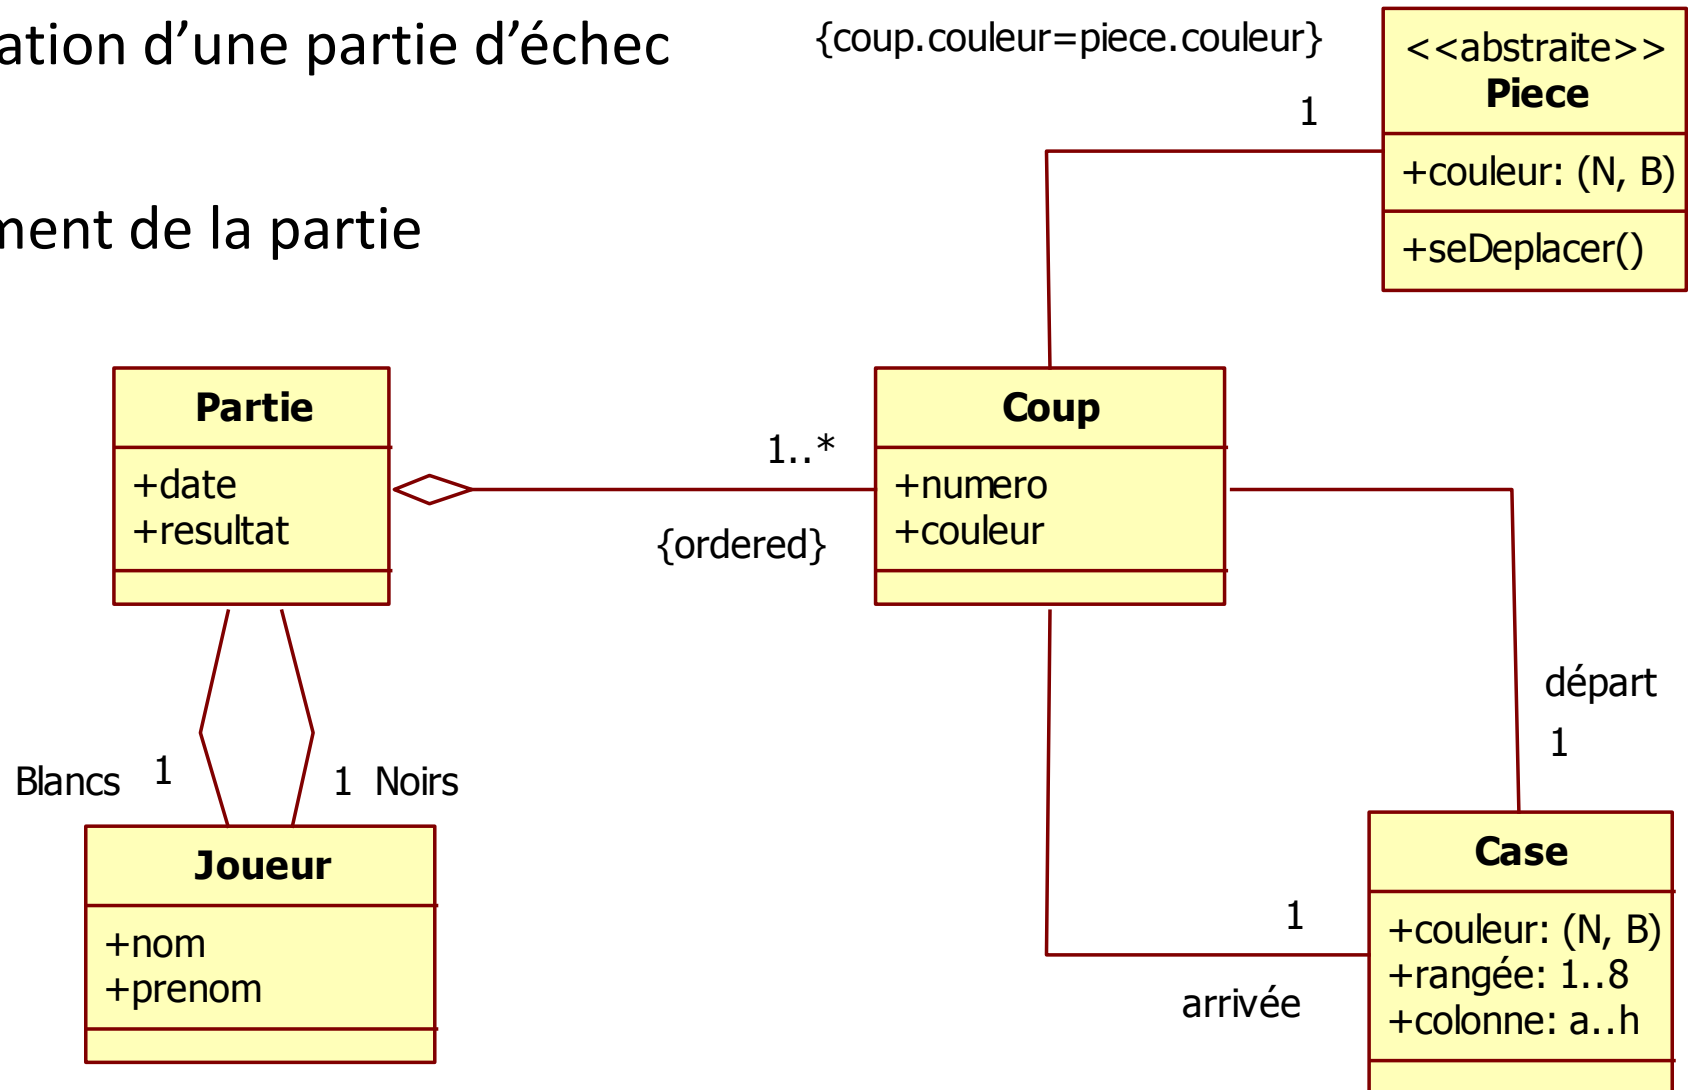 ation d’une partie d’échec
{coup.couleur=piece.couleur}
<<abstraite>>
Piece
1
+couleur: (N, B)
+seDeplacer()
ment de la partie
Partie
+date
+resultat
1..*
{ordered}
Coup
+numero
+couleur
départ
1
Blancs 1
1 Noirs
Joueur
+nom
+prenom
1
arrivée
Case
+couleur: (N, B)
+rangée: 1..8
+colonne: a..h